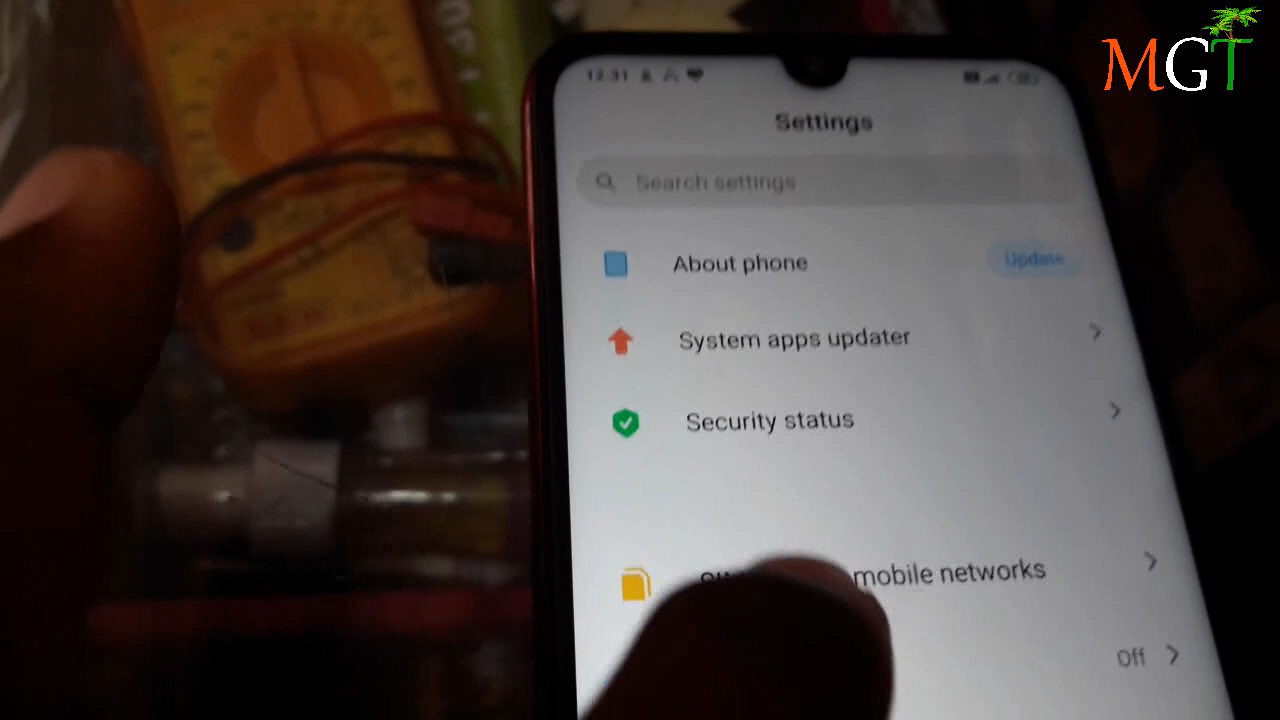 MGT
12:31
Settings
Search settings
About phone
Update
System apps updater
Security status
mobile networks
Off